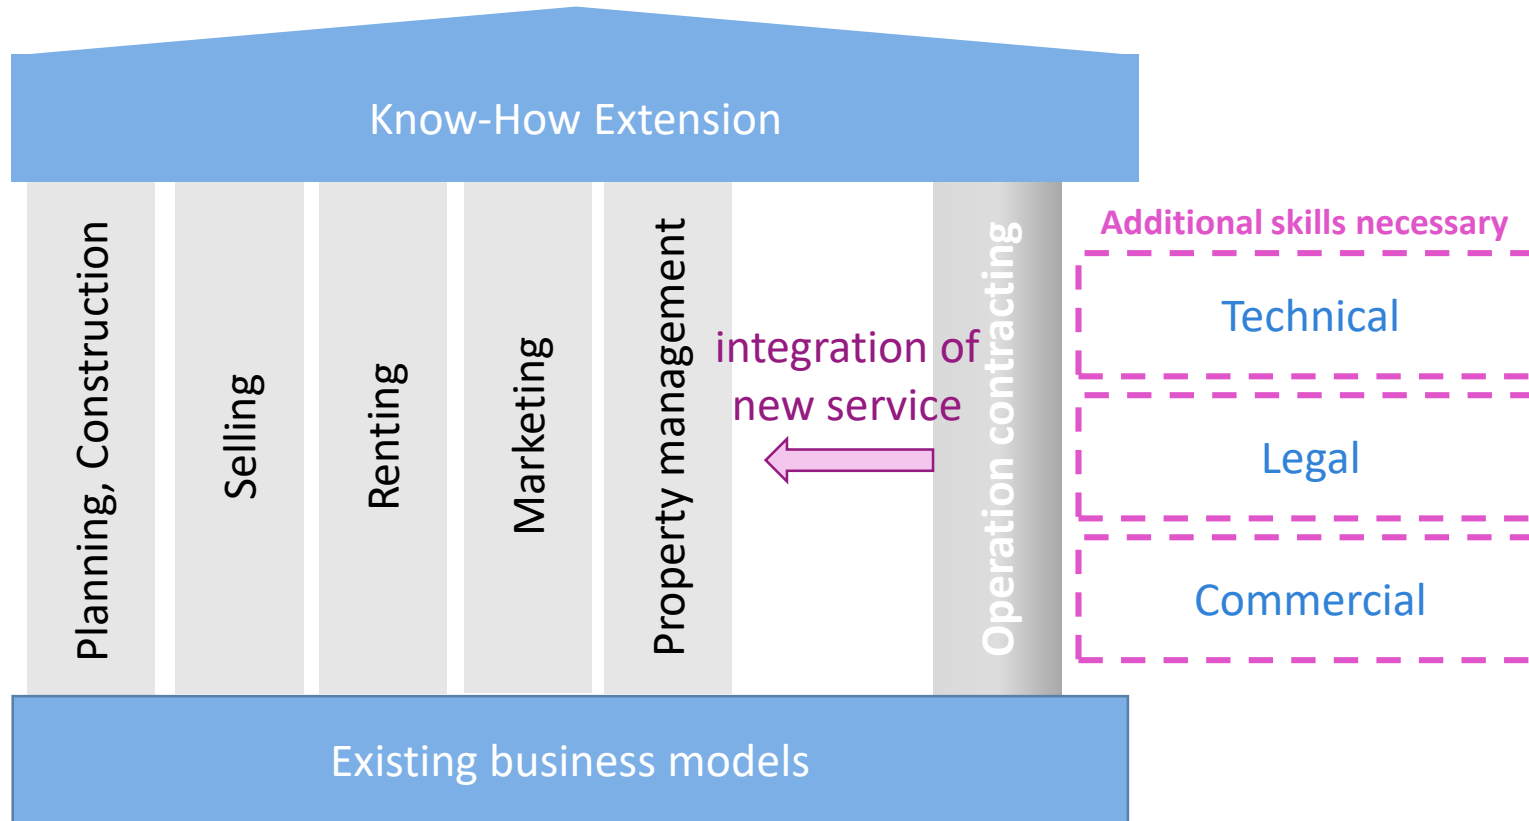 Know-How Extension
Planning, Construction
Selling
Renting
Marketing
Property management
integration of
new service
Operation contracting
Additional skills necessary
Technical
Legal
Commercial
Existing business models